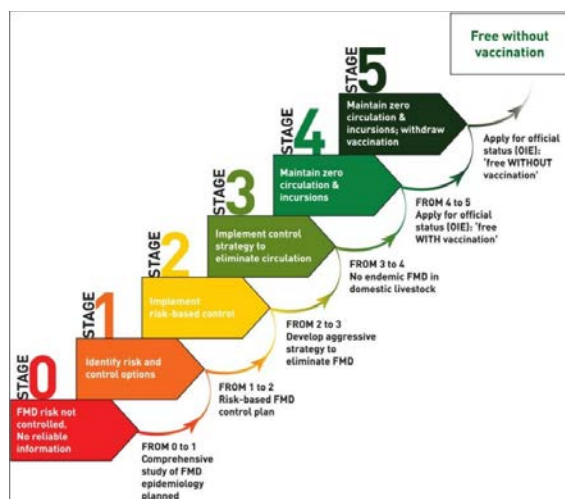 Free without
vaccination
STAGE
5
Maintain zero
circulation &
incursions; withdraw
vaccination
Apply for official
status (OIE):
'free WITHOUT
vaccination'
STAGE
4
Maintain zero
circulation &
incursions
FROM 4 to 5
Apply for official
status (OIE): 'free
WITH vaccination'
STAGE
3
Implement control
strategy to
eliminate circulation
FROM 3 to 4
No endemic FMD in
domestic livestock
STAGE
2
Implement
risk-based control
FROM 2 to 3
Develop aggressive
strategy to
eliminate FMD
STAGE
1
Identify risk and
control options
FROM 1 to 2
Risk-based FMD
control plan
STAGE
0
FMD risk not
controlled.
No reliable
information
FROM 0 to 1
Comprehensive
study of FMD
epidemiology
planned